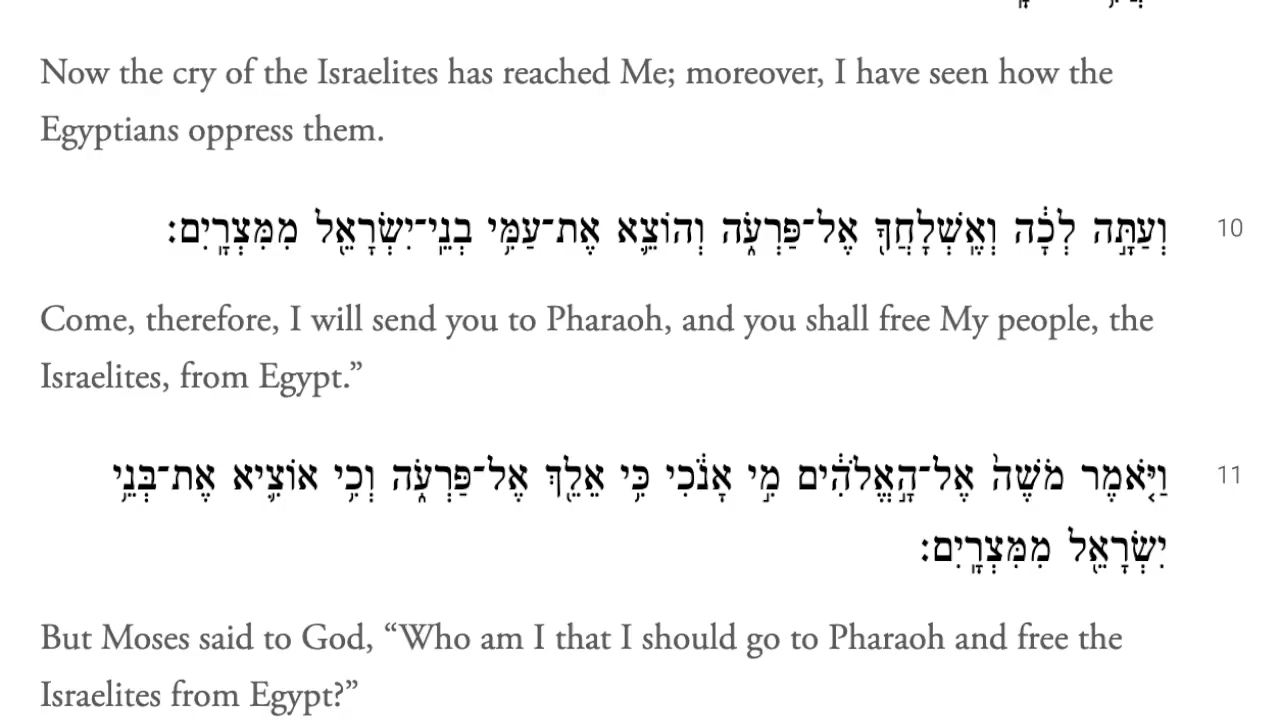 Now the cry of the Israelites has reached Me; moreover, I have seen how the
Egyptians oppress them.
10 וְעַתָּ֣ה לְכָ֔ה וְאֶֽשְׁלָחֲךָ֖ אֶל־פַּרְעֹ֑ה וְהוֹצֵ֛א אֶת־עַמִּ֥י בְנֵֽי־יִשְׂרָאֵ֖ל מִמִּצְרָֽיִם׃
Come, therefore, I will send you to Pharaoh, and you shall free My people, the
Israelites, from Egypt.”
11 וַיֹּ֤אמֶר מֹשֶׁה֙ אֶל־הָ֣אֱלֹהִ֔ים מִ֣י אָנֹ֔כִי כִּ֥י אֵלֵ֖ךְ אֶל־פַּרְעֹ֑ה וְכִ֥י אוֹצִ֛יא אֶת־בְּנֵ֥י
יִשְׂרָאֵ֖ל מִמִּצְרָֽיִם׃
But Moses said to God, “Who am I that I should go to Pharaoh and free the
Israelites from Egypt?”